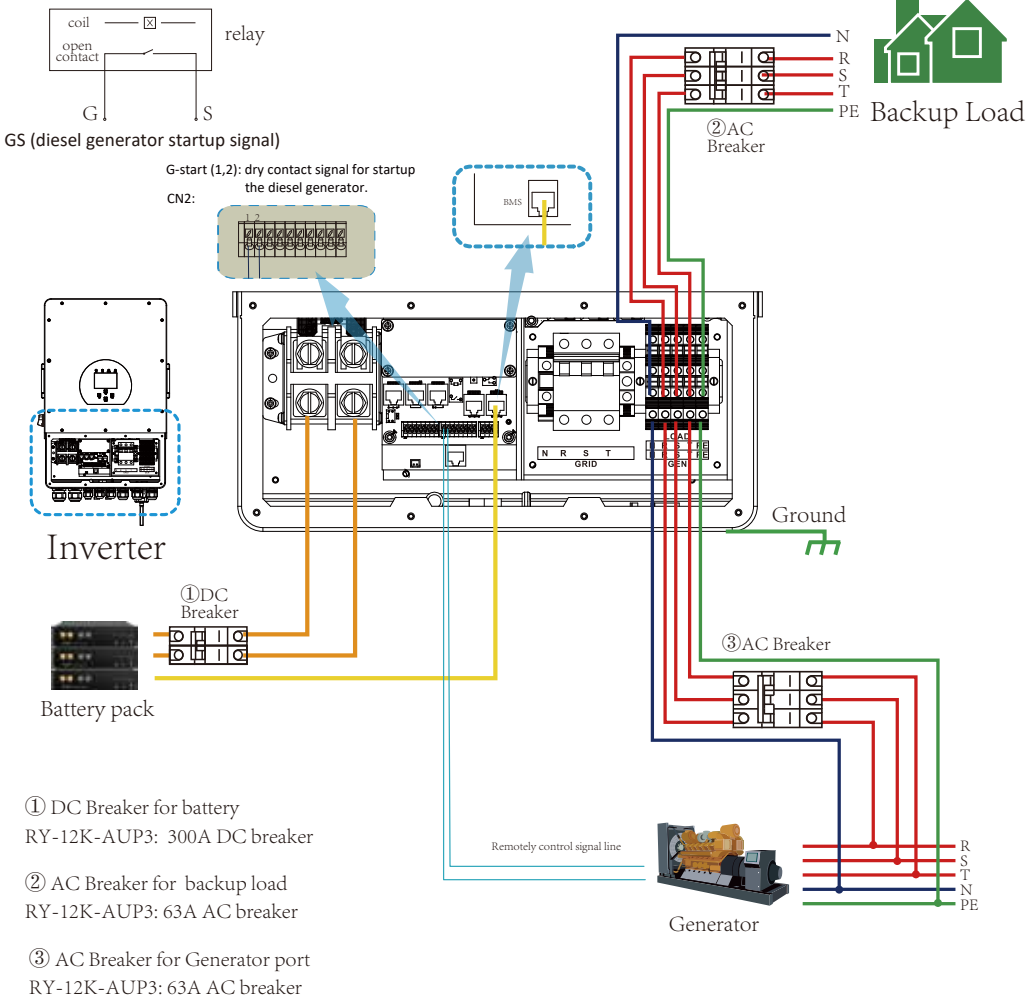 coil
x
open
contact
relay
G
S
GS (diesel generator startup signal)
G-start (1,2): dry contact signal for startup
the diesel generator.
CN2:
1 2
BMS
N
R
S
T
PE
Backup Load
②AC
Breaker
N R S T
GRID
LOAD
N R S T PE
N R S T PE
GEN
Inverter
Ground
①DC
Breaker
Battery pack
③AC Breaker
① DC Breaker for battery
RY-12K-AUP3: 300A DC breaker
② AC Breaker for backup load
RY-12K-AUP3: 63A AC breaker
③ AC Breaker for Generator port
RY-12K-AUP3: 63A AC breaker
Remotely control signal line
Generator
R
S
T
N
PE